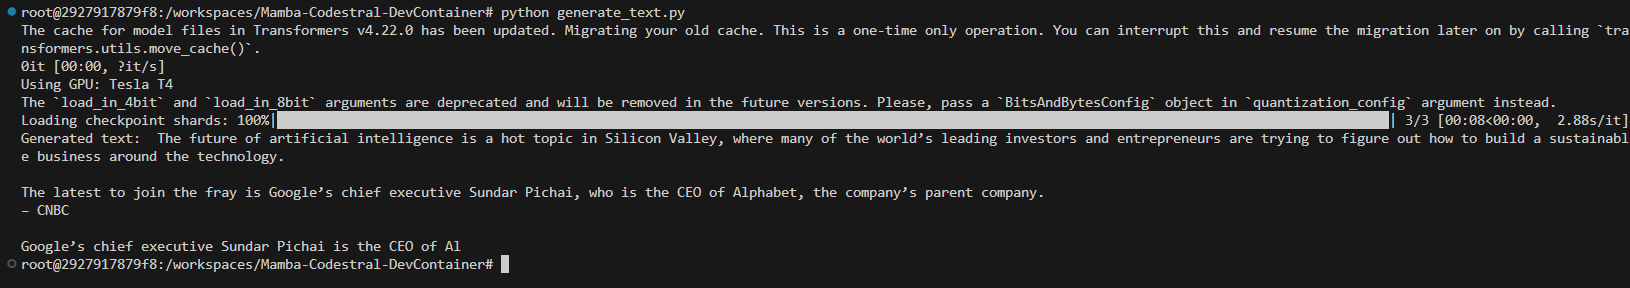 root@2927917879f8:/workspaces/Mamba-Codestral-DevContainer# python generate_text.py
The cache for model files in Transformers v4.22.0 has been updated. Migrating your old cache. This is a one-time only operation. You can interrupt this and resume the migration later on by calling `tra
nsformers.utils.move_cache()`.
0it [00:00, ?it/s]
Using GPU: Tesla T4
The `load_in_4bit` and `load_in_8bit` arguments are deprecated and will be removed in the future versions. Please, pass a `BitsAndBytesConfig` object in `quantization_config` argument instead.
Loading checkpoint shards: 100%| | 3/3 [00:08<00:00,  2.88s/it]
Generated text:  The future of artificial intelligence is a hot topic in Silicon Valley, where many of the world’s leading investors and entrepreneurs are trying to figure out how to build a sustainabl
e business around the technology.
The latest to join the fray is Google’s chief executive Sundar Pichai, who is the CEO of Alphabet, the company’s parent company.
– CNBC
Google’s chief executive Sundar Pichai is the CEO of Al
root@2927917879f8:/workspaces/Mamba-Codestral-DevContainer#